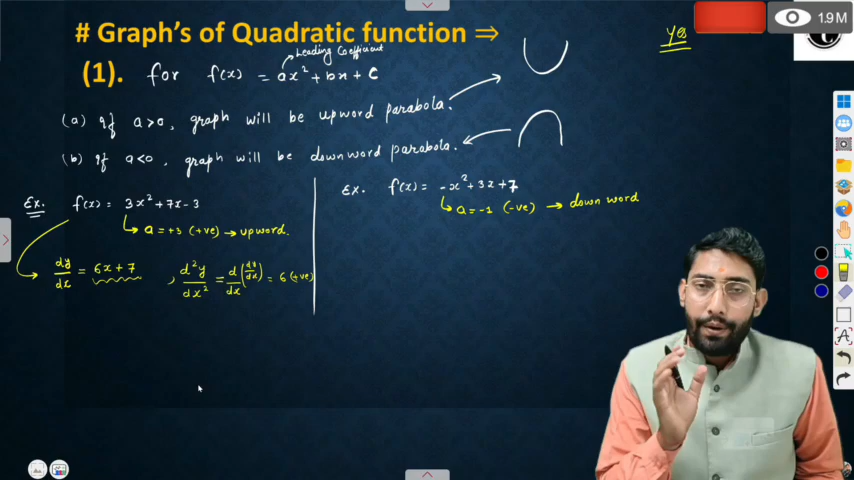 # Graph's of Quadratic function ⇒
Yes
1.9M
Leading Coefficient
(1). for f(x) = ax² + bx + c
(a) If a>0, graph will be upword parabola.
(b) If a<0, graph will be downword parabola.
Ex. f(x) = 3x² + 7x - 3
a = +3 (+ve) → upword.
dy/dx = 6x + 7 , d²y/dx² = d/dx (dy/dx) = 6 (+ve)
Ex. f(x) = -x² + 3x + 7
a = -1 (-ve) → down word